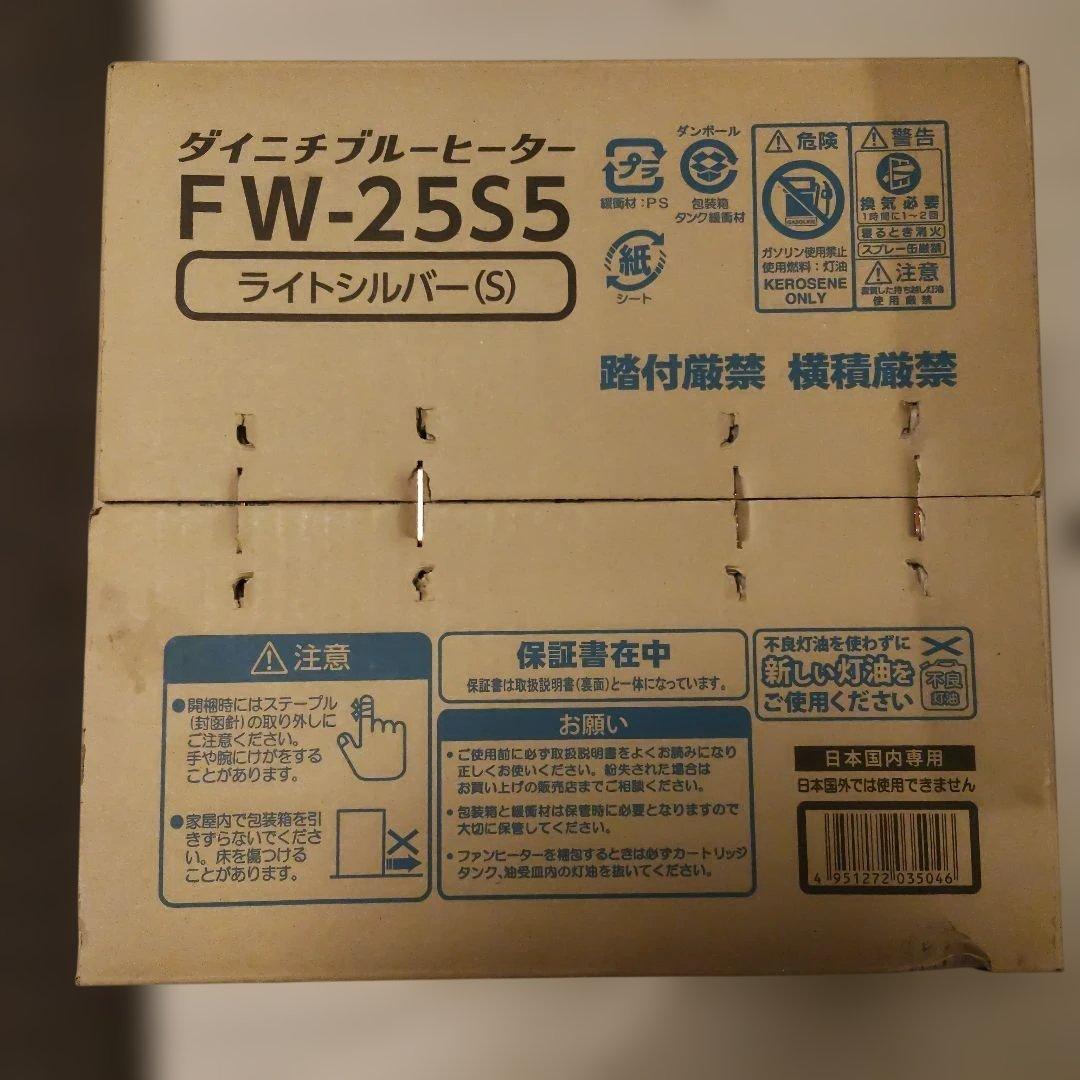 ダイニチブルーヒーター
FW-25S5
ライトシルバー(S)
プラ
緩衝材:PS
ダンボール
包装箱
タンク緩衝材
紙
シート
危険
GASOLINE
ガソリン使用禁止
使用燃料:灯油
KEROSENE
ONLY
警告
換気必要
1時間に1~2回
寝るとき消火
スプレー缶厳禁
注意
変質した持ち越し灯油
使用厳禁
踏付厳禁 横積厳禁
注意
●開梱時にはステープル
(封函針)の取り外しに
ご注意ください。
手や腕にけがをする
ことがあります。
●家屋内で包装箱を引
きずらないでくださ
い。床を傷つける
ことがあります。
保証書在中
保証書は取扱説明書(裏面)と一体になっています。
お願い
・ご使用前に必ず取扱説明書をよくお読みになり
正しくお使いください。紛失された場合は
お買い上げの販売店までご相談ください。
・包装箱と緩衝材は保管時に必要となりますので
大切に保管してください。
・ファンヒーターを梱包するときは必ずカートリッジ
タンク、油受皿内の灯油を抜いてください。
不良灯油を使わずに
新しい灯油を
ご使用ください
不良
灯油
日本国内専用
日本国外では使用できません
4 951272 035046